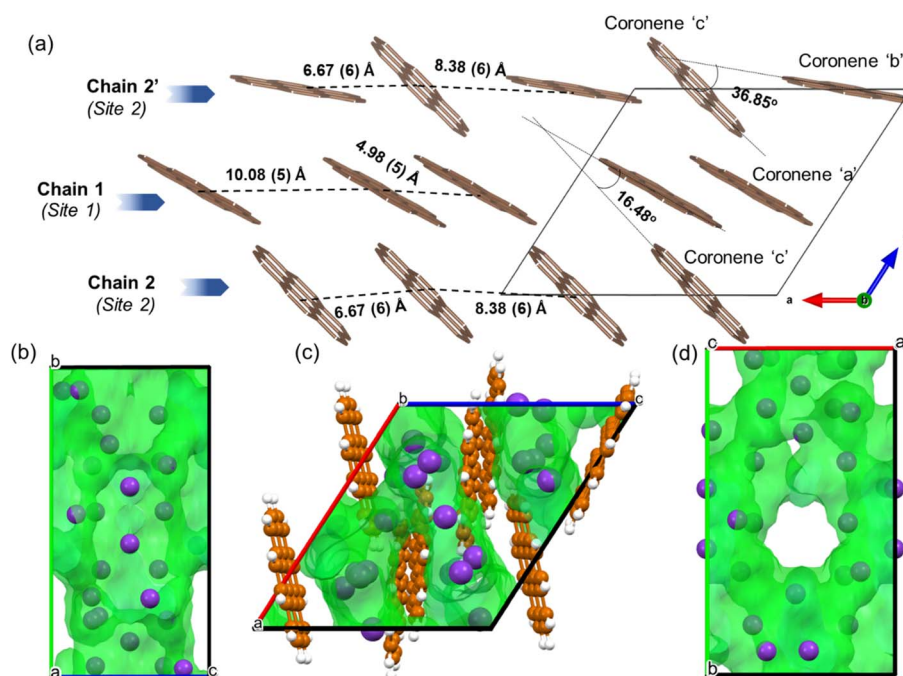 (a)
Coronene ‘c’
Coronene ‘b’
Chain 2’
(Site 2)
6.67 (6) Å
8.38 (6) Å
36.85°
Chain 1
(Site 1)
10.08 (5) Å
4.98 (5) Å
Coronene ‘a’
16.48°
Coronene ‘c’
Chain 2
(Site 2)
6.67 (6) Å
8.38 (6) Å
a
b
(b)
b
a
c
(c)
b
c
a
(d)
c
a
b